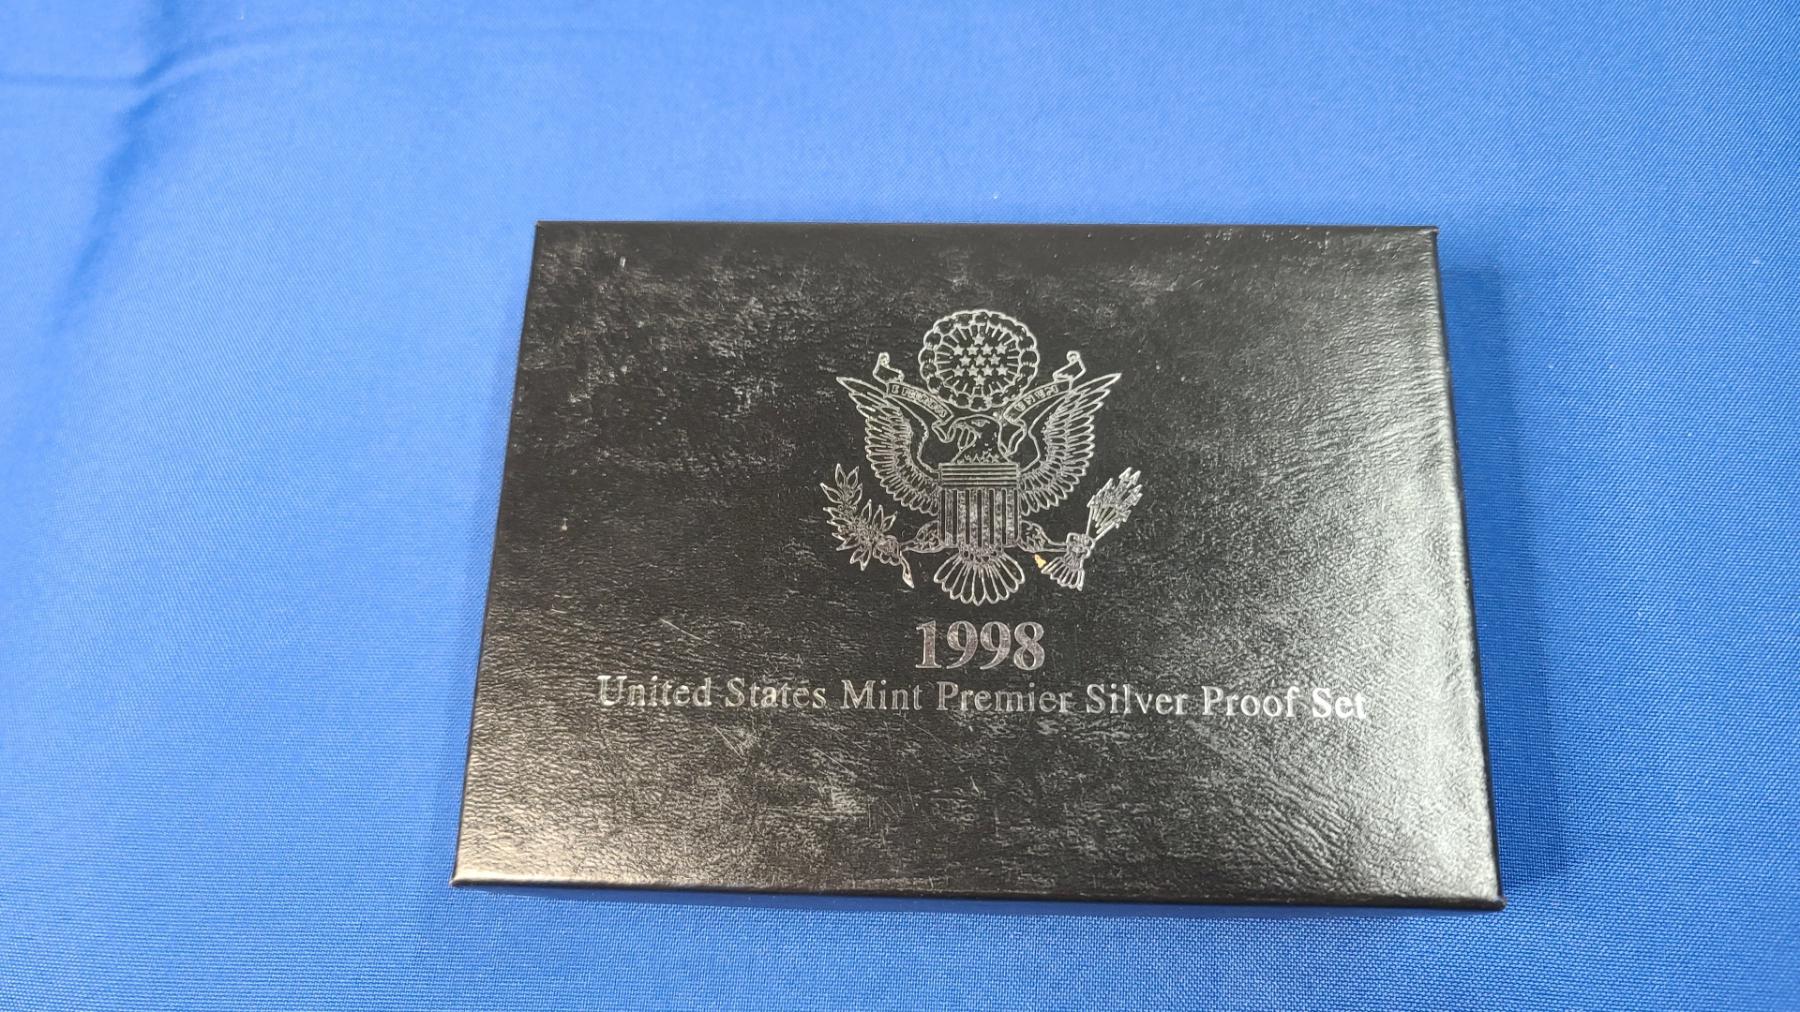 1998
United States Mint Premier Silver Proof Set